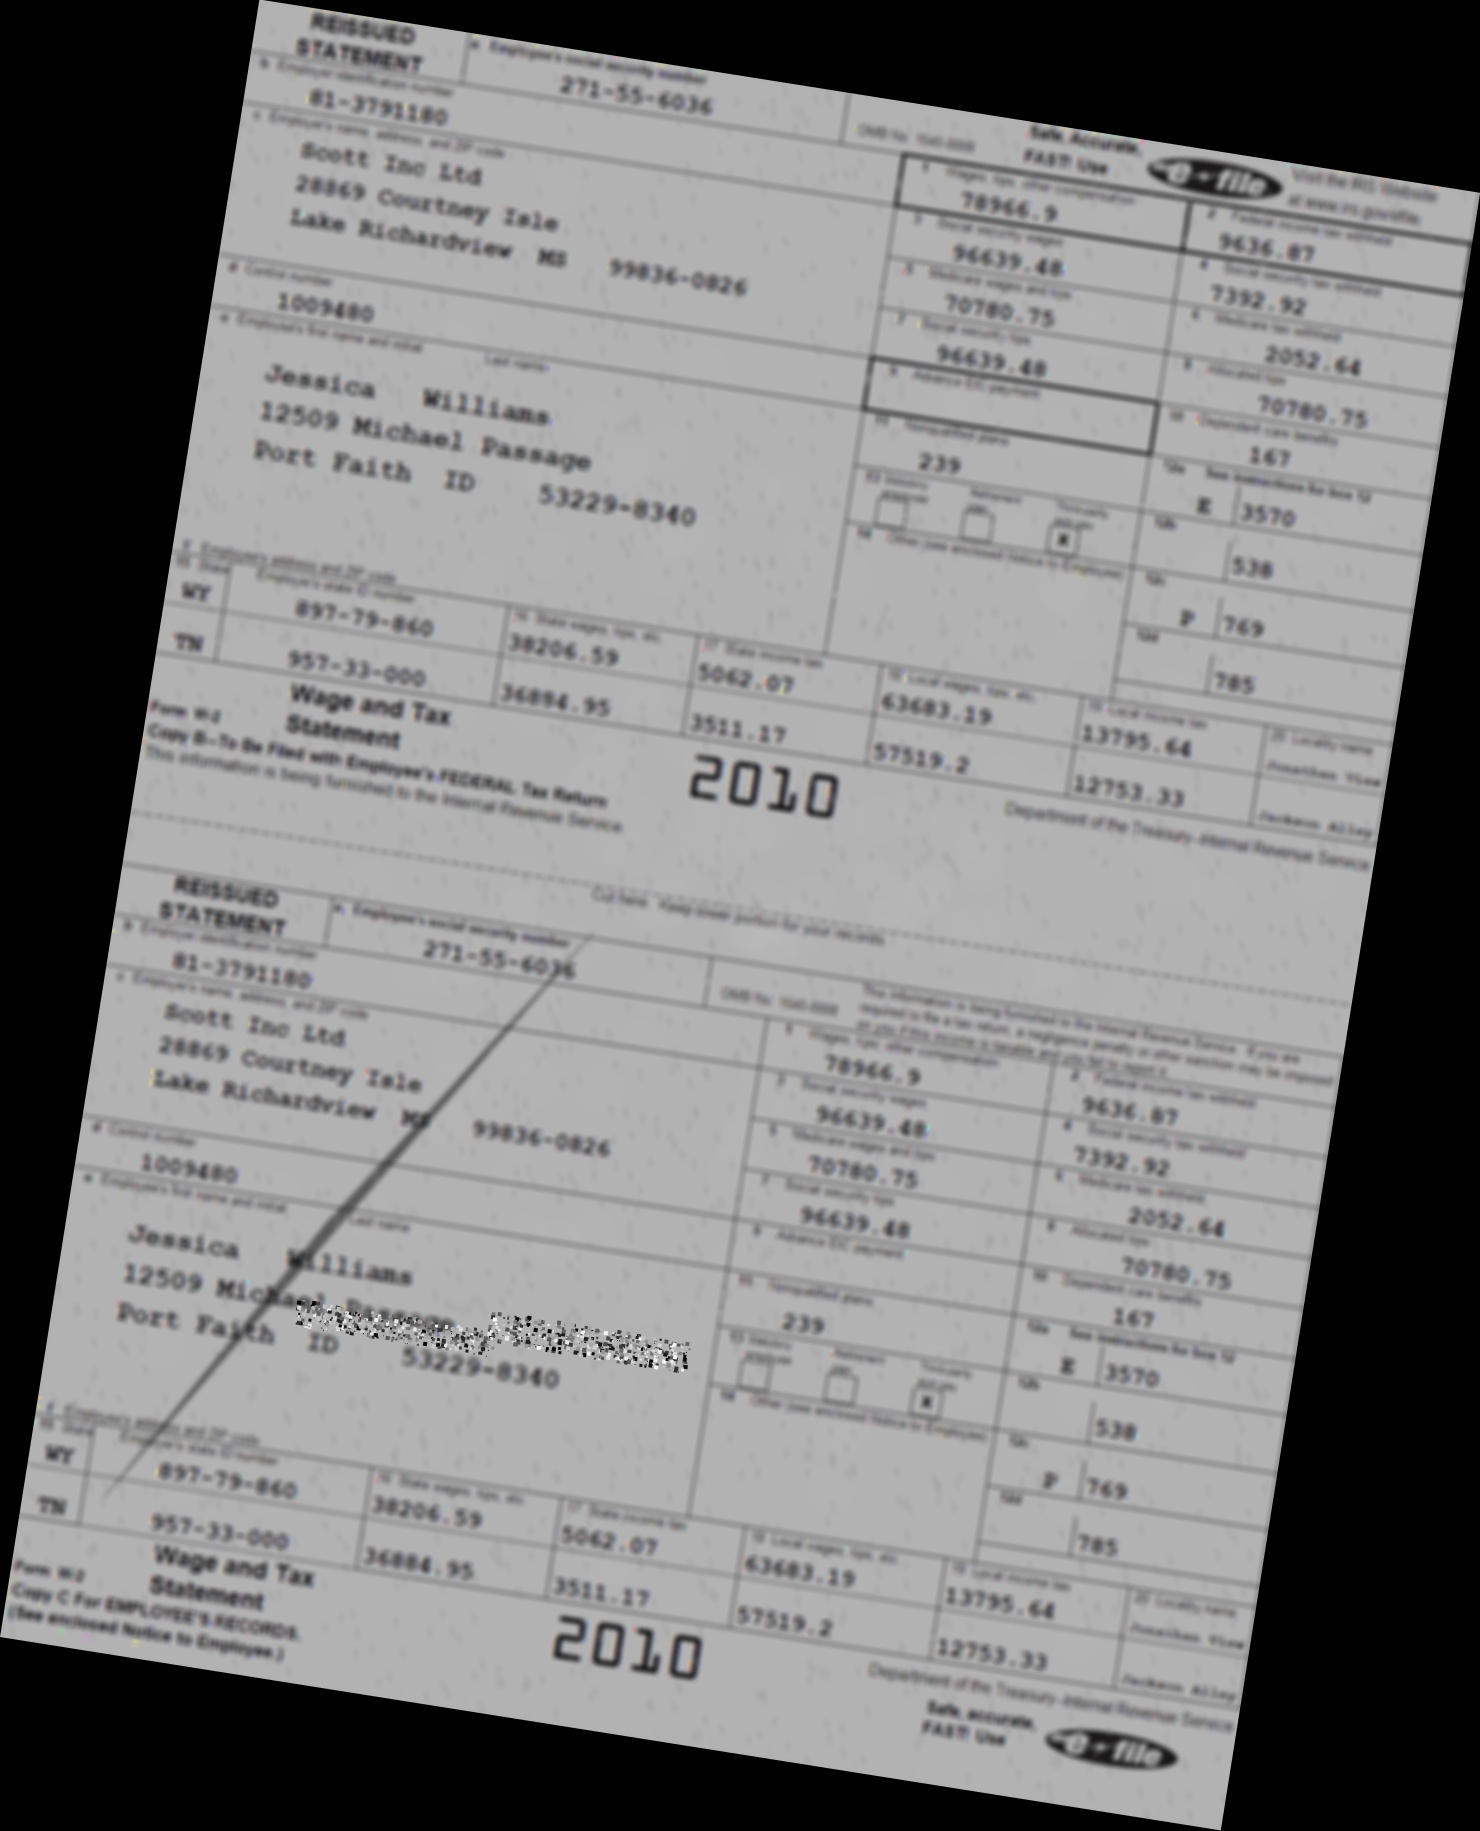 REISSUED
STATEMENT
a Employee's social security number
271-55-6036
OMB No. 1545-0008
Safe, Accurate,
FAST! Use
e-file
Visit the IRS Website
at www.irs.gov/efile.
b Employer identification number
81-3791180
c Employer's name, address, and ZIP code
Scott Inc Ltd
28869 Courtney Isle
Lake Richardview MS 99836-0826
1 Wages, tips, other compensation
78966.9
2 Federal income tax withheld
9636.87
3 Social security wages
96639.48
4 Social security tax withheld
7392.92
5 Medicare wages and tips
70780.75
6 Medicare tax withheld
2052.64
d Control number
1009480
7 Social security tips
96639.48
8 Allocated tips
70780.75
e Employee's first name and initial Last name
Jessica Williams
12509 Michael Passage
Port Faith ID 53229-8340
9 Advance EIC payment
10 Dependent care benefits
167
11 Nonqualified plans
239
12a See instructions for box 12
E 3570
13 Statutory employee Retirement plan Third-party sick pay
X
12b
538
14 Other (see enclosed Notice to Employee)
12c
P 769
12d
785
f Employee's address and ZIP code
15 State Employer's state ID number
WY 897-79-860
TN 957-33-000
16 State wages, tips, etc.
38206.59
36884.95
17 State income tax
5062.07
3511.17
18 Local wages, tips, etc.
63683.19
57519.2
19 Local income tax
13795.64
12753.33
20 Locality name
Jonathan View
Jackson Alley
Form W-2
Wage and Tax
Statement
2010
Copy B—To Be Filed with Employee's FEDERAL Tax Return
This information is being furnished to the Internal Revenue Service
Department of the Treasury-Internal Revenue Service
Cut here. Keep lower portion for your records.
REISSUED
STATEMENT
a. Employee's social security number
271-55-6036
OMB No. 1545-0008
This information is being furnished to the Internal Revenue Service. If you are
required to file a tax return, a negligence penalty or other sanction may be imposed
on you if this income is taxable and you fail to report it.
b Employer identification number
81-3791180
c Employer's name, address, and ZIP code
Scott Inc Ltd
28869 Courtney Isle
Lake Richardview MS 99836-0826
1 Wages, tips, other compensation
78966.9
2 Federal income tax withheld
9636.87
3 Social security wages
96639.48
4 Social security tax withheld
7392.92
5 Medicare wages and tips
70780.75
6 Medicare tax withheld
2052.64
d Control number
1009480
7 Social security tips
96639.48
8 Allocated tips
70780.75
e Employee's first name and initial Last name
Jessica Williams
12509 Michael Passage
Port Faith ID 53229-8340
9 Advance EIC payment
10 Dependent care benefits
167
11 Nonqualified plans
239
12a See instructions for box 12
E 3570
13 Statutory employee Retirement plan Third-party sick pay
X
12b
538
14 Other (see enclosed Notice to Employee)
12c
P 769
12d
785
f Employee's address and ZIP code
15 State Employer's state ID number
WY 897-79-860
TN 957-33-000
16 State wages, tips, etc.
38206.59
36884.95
17 State income tax
5062.07
3511.17
18 Local wages, tips, etc.
63683.19
57519.2
19 Local income tax
13795.64
12753.33
20 Locality name
Jonathan View
Jackson Alley
Form W-2
Wage and Tax
Statement
2010
Copy C For EMPLOYEE'S RECORDS.
(See enclosed Notice to Employee.)
Department of the Treasury-Internal Revenue Service
Safe, accurate,
FAST! Use
e-file